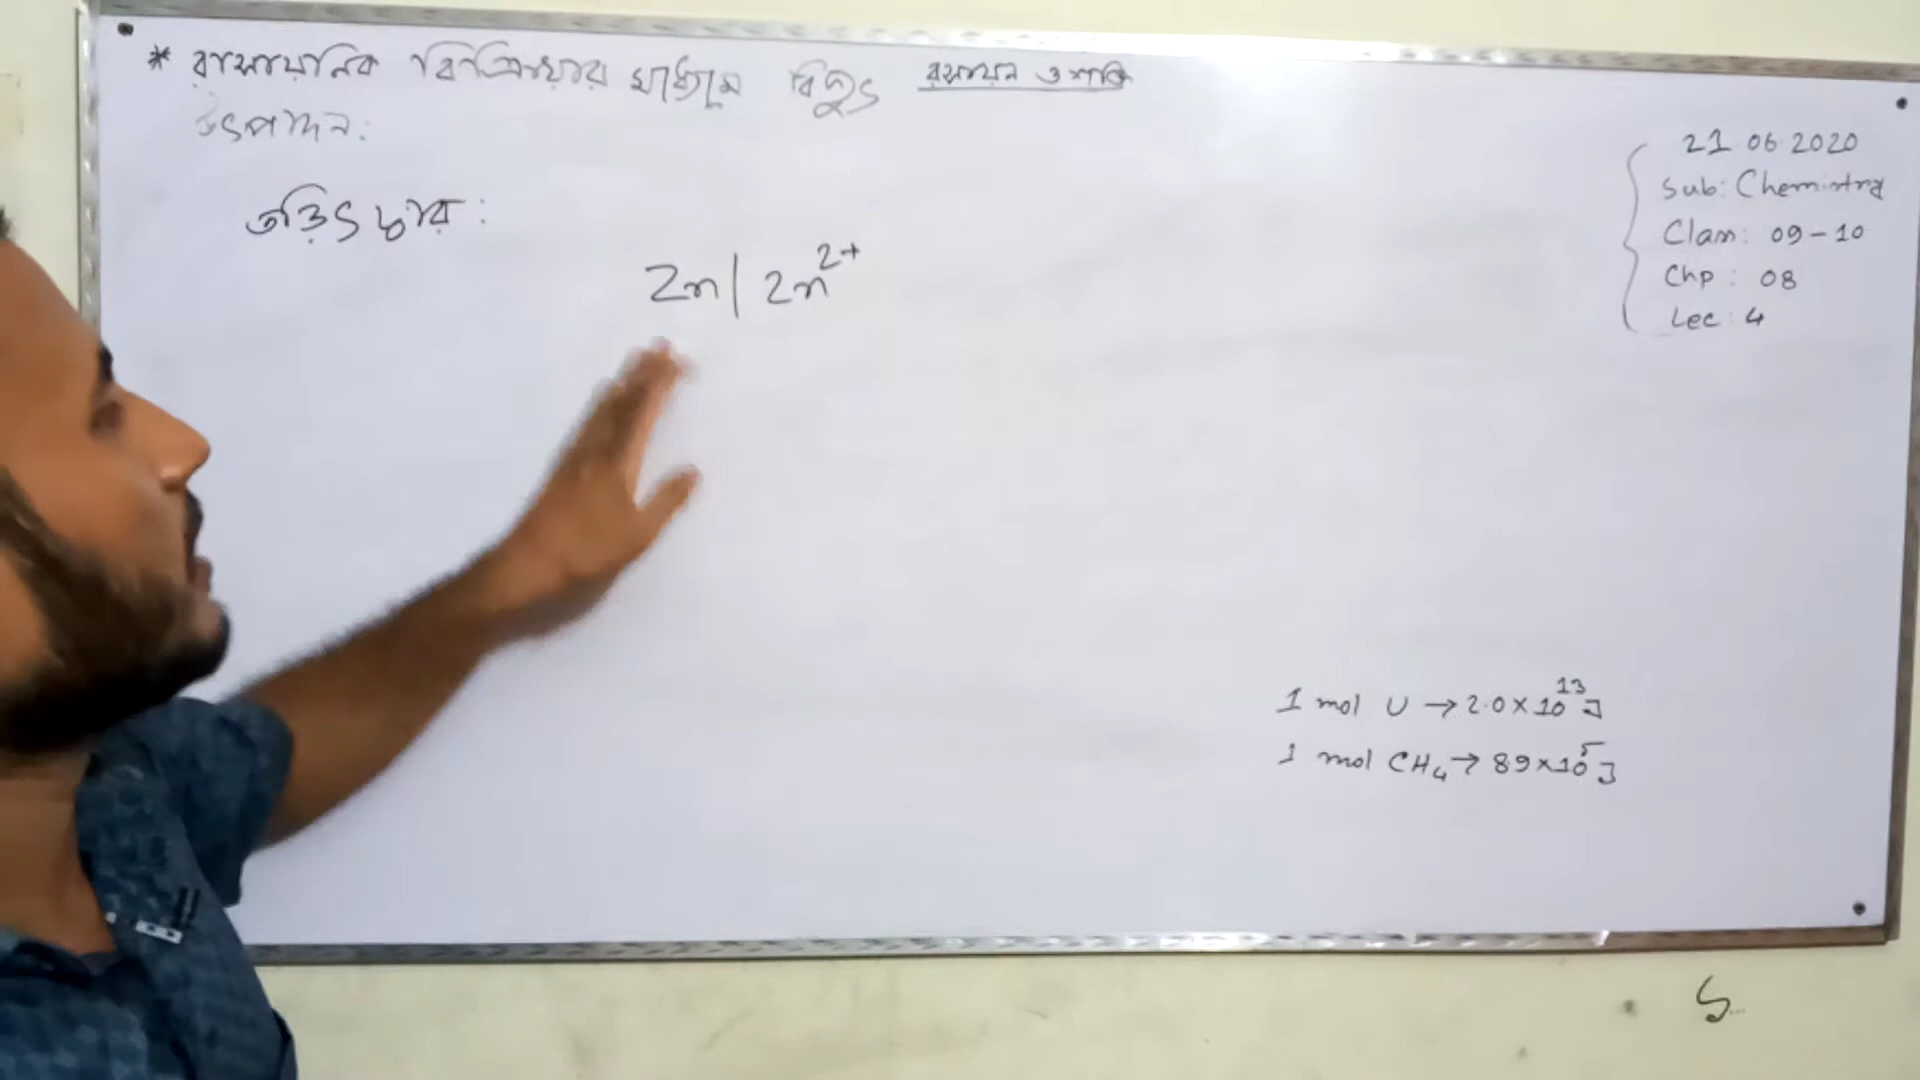 * রাসায়নিক বিক্রিয়ার মাধ্যমে বিদ্যুৎ
উৎপাদন:
রসায়ন ও শক্তি
তড়িৎদ্বার:
Zn | Zn²⁺
21 06 2020
Sub: Chemistry
Class: 09-10
Chp: 08
Lec: 4
1 mol U → 2.0 × 10¹³ J
1 mol CH₄ → 89 × 10⁵ J
S...